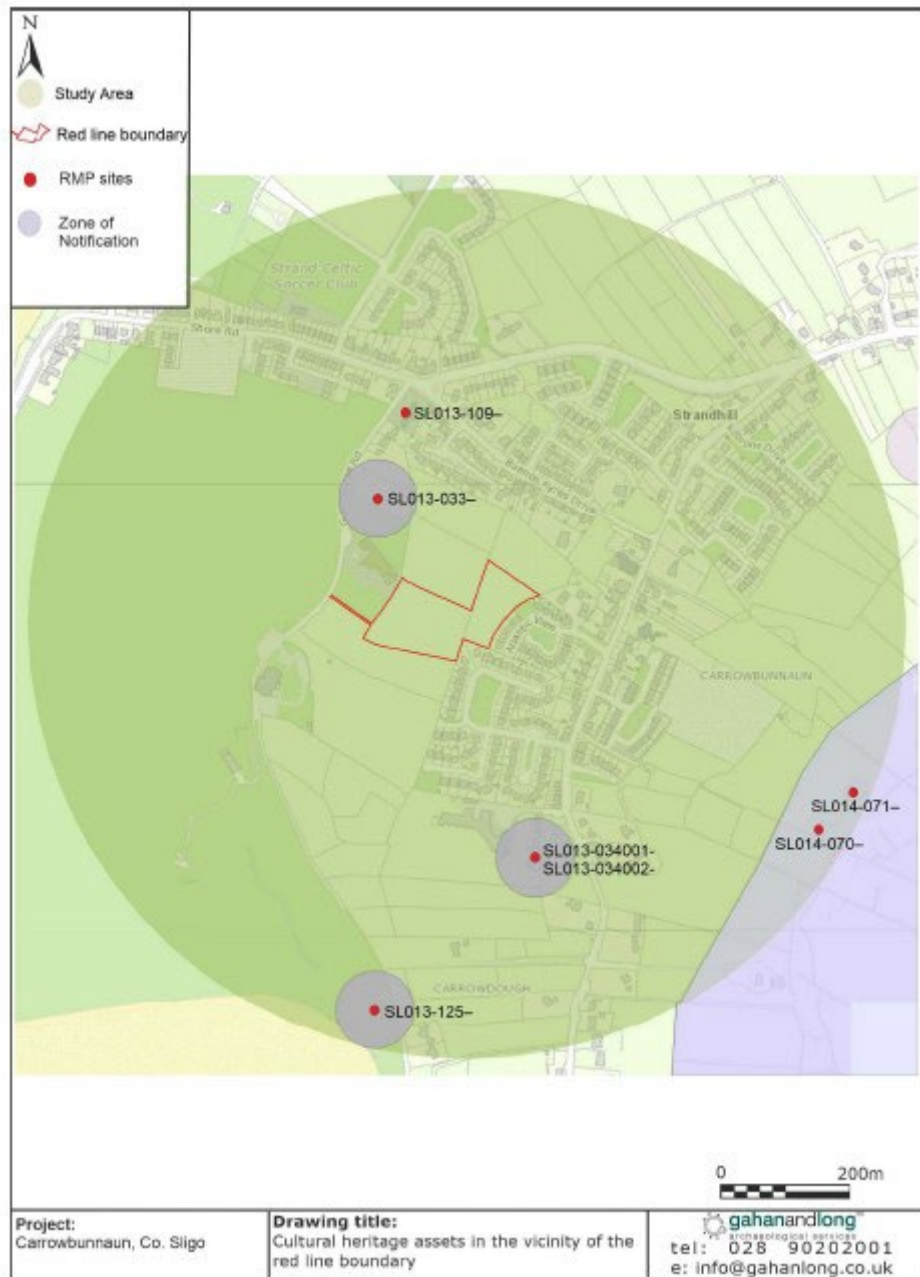 N
Study Area
Red line boundary
RMP sites
Zone of
Notification
Strand Celtic
Soccer Club
Shore Rd
Strandhill
SL013-109–
SL013-033–
CARROWBUNNAUN
SL014-071–
SL014-070–
SL013-034001-
SL013-034002-
CARROWDOUGH
SL013-125–
0 200m
Project:
Carrowbunnaun, Co. Sligo
Drawing title:
Cultural heritage assets in the vicinity of the
red line boundary
gahanandlong
archaeological services
tel: 028 90202001
e: info@gahanlong.co.uk